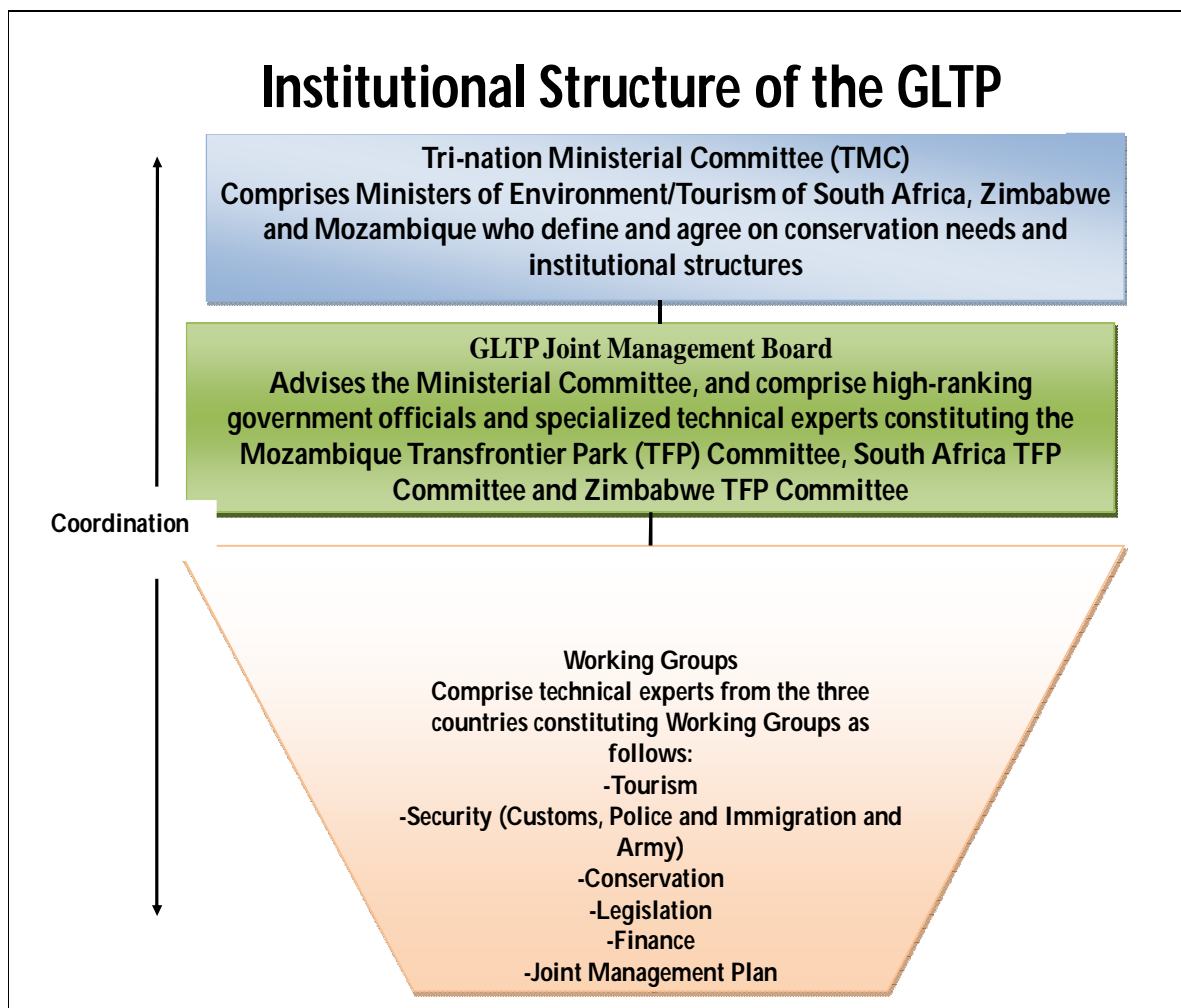 Institutional Structure of the GLTP
Tri-nation Ministerial Committee (TMC)
Comprises Ministers of Environment/Tourism of South Africa, Zimbabwe
and Mozambique who define and agree on conservation needs and
institutional structures
GLTP Joint Management Board
Advises the Ministerial Committee, and comprise high-ranking
government officials and specialized technical experts constituting the
Mozambique Transfrontier Park (TFP) Committee, South Africa TFP
Committee and Zimbabwe TFP Committee
Coordination
Working Groups
Comprise technical experts from the three
countries constituting Working Groups as
follows:
-Tourism
-Security (Customs, Police and Immigration and
Army)
-Conservation
-Legislation
-Finance
-Joint Management Plan